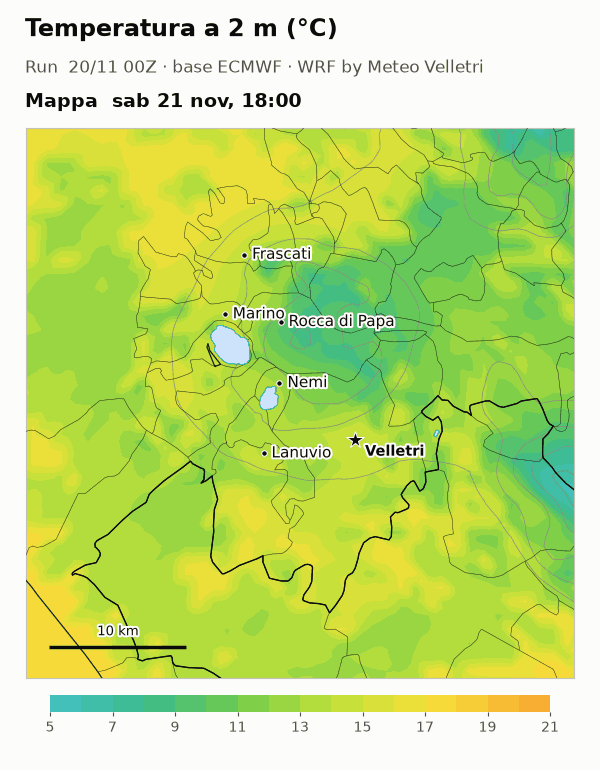 Temperatura a 2 m (°C)
Run  20/11 00Z · base ECMWF · WRF by Meteo Velletri
Mappa  sab 21 nov, 18:00
Frascati
Marino
Rocca di Papa
Nemi
Velletri
Lanuvio
10 km
5 7 9 11 13 15 17 19 21